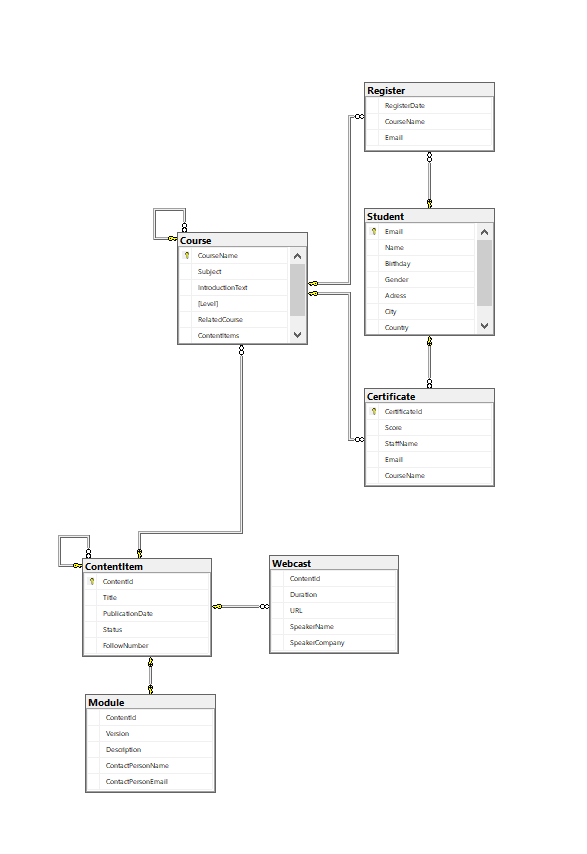 Register
RegisterDate
CourseName
Email
Course
CourseName
Subject
IntroductionText
[Level]
RelatedCourse
ContentItems
Student
Email
Name
Birthday
Gender
Adress
City
Country
Certificate
CertificateId
Score
StaffName
Email
CourseName
ContentItem
ContentId
Title
PublicationDate
Status
FollowNumber
Webcast
ContentId
Duration
URL
SpeakerName
SpeakerCompany
Module
ContentId
Version
Description
ContactPersonName
ContactPersonEmail